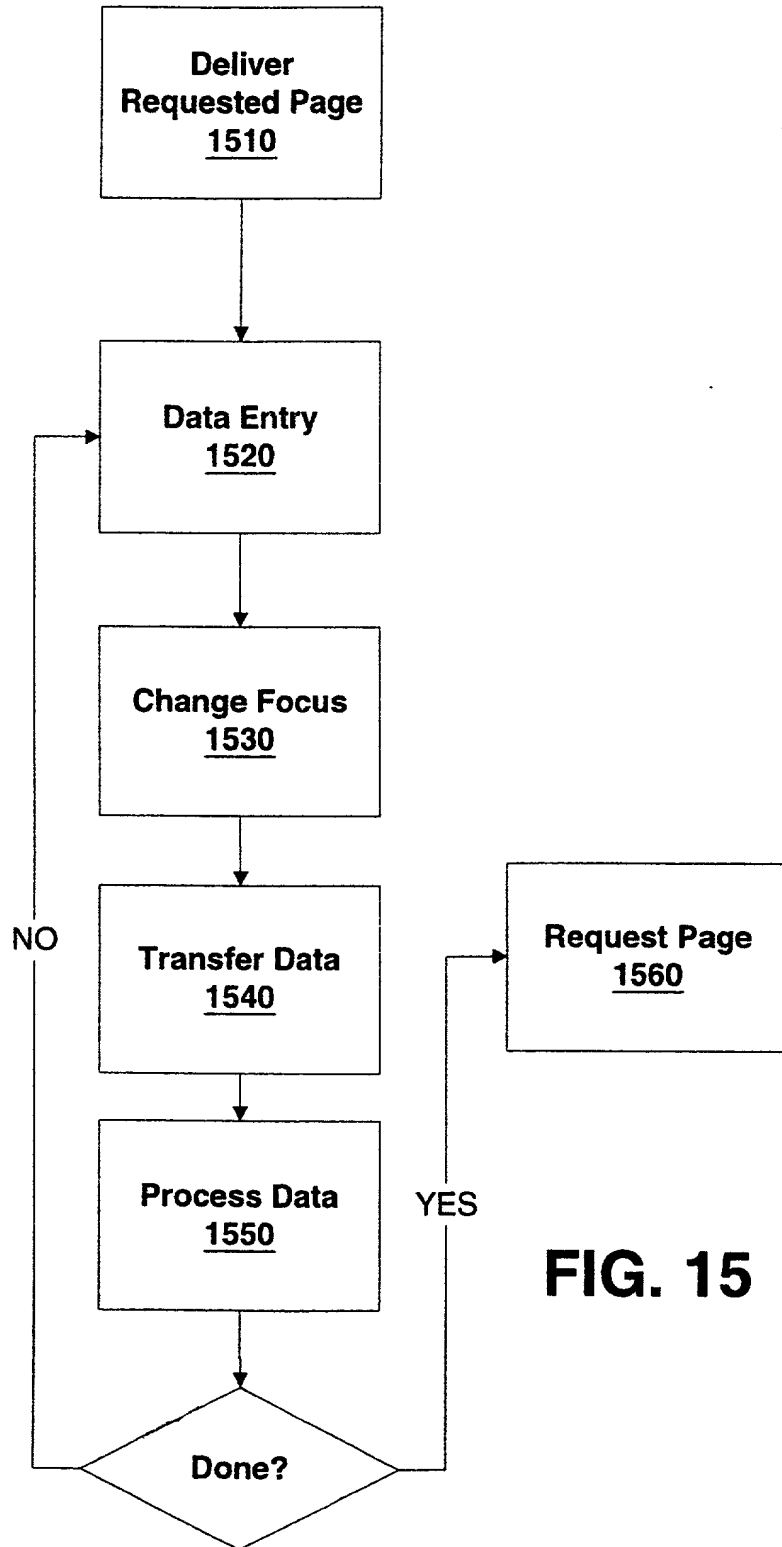 Deliver
Requested Page
1510
Data Entry
1520
Change Focus
1530
Transfer Data
1540
Process Data
1550
Done?
NO
YES
Request Page
1560
FIG. 15